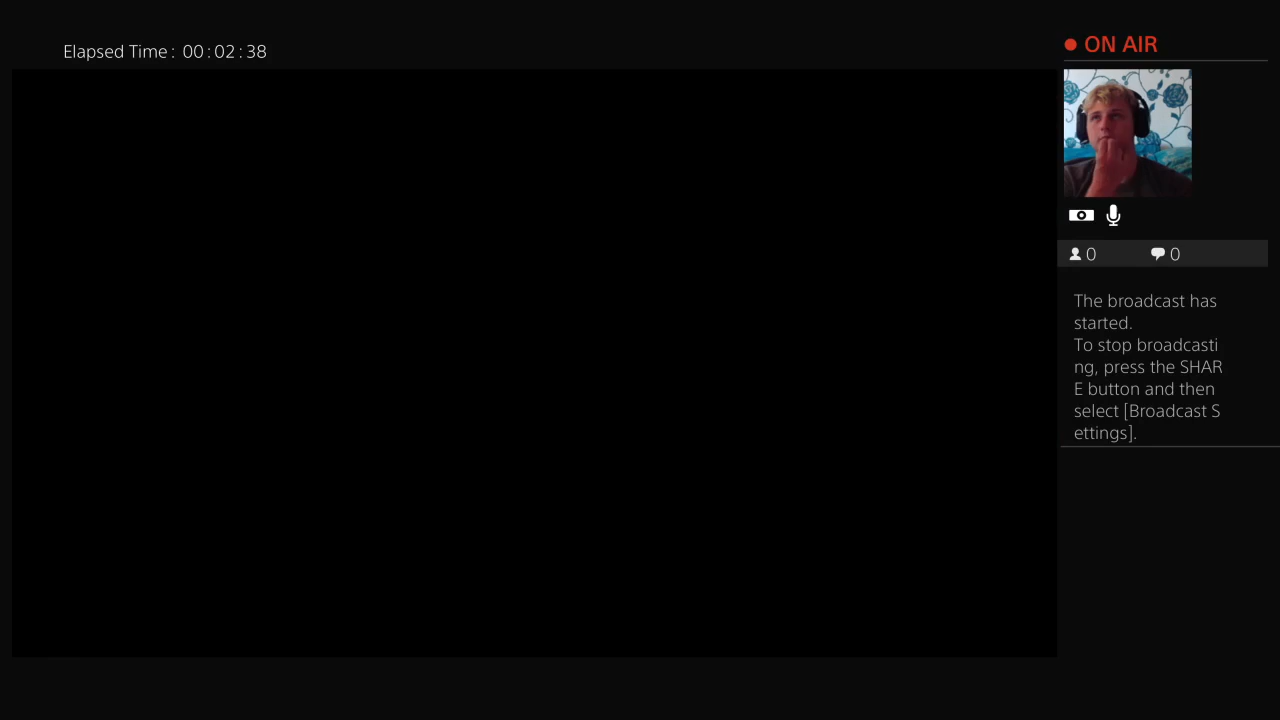 Elapsed Time : 00 : 02 : 38
ON AIR
0 0
The broadcast has
started.
To stop broadcasti
ng, press the SHAR
E button and then
select [Broadcast S
ettings].